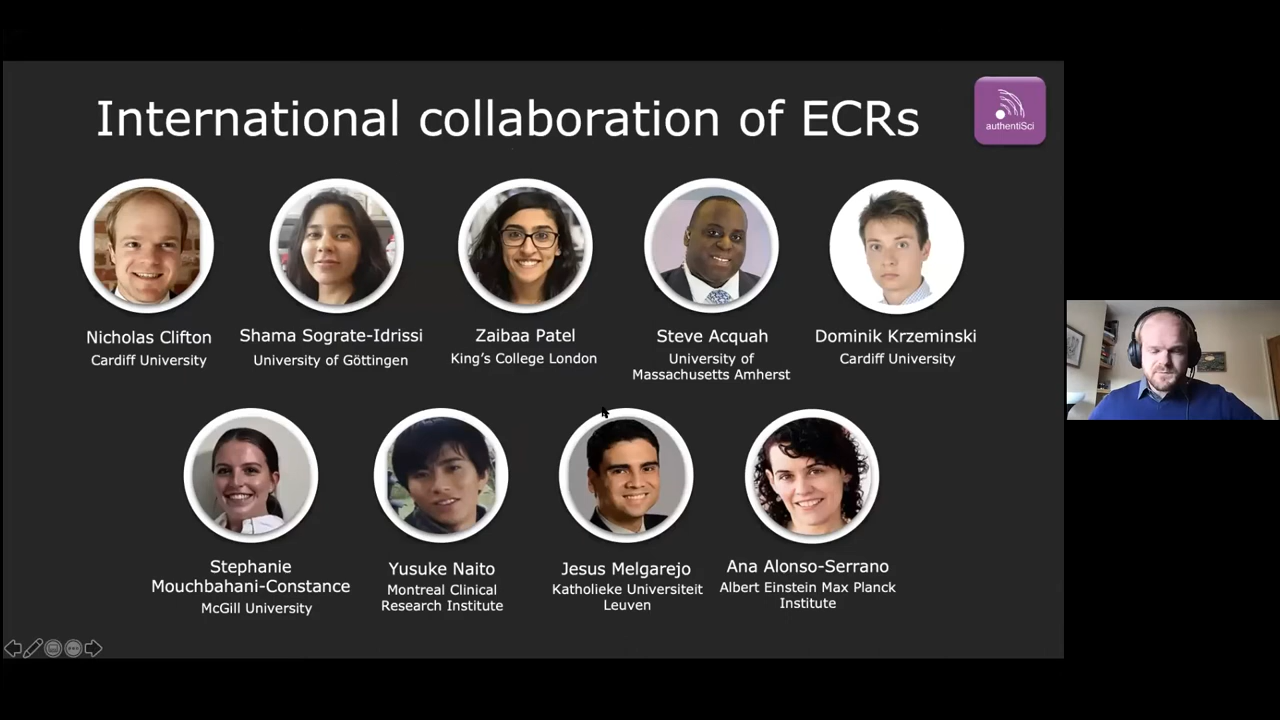 International collaboration of ECRs
authentiSci
Nicholas Clifton
Cardiff University
Shama Sograte-Idrissi
University of Göttingen
Zaibaa Patel
King's College London
Steve Acquah
University of
Massachusetts Amherst
Dominik Krzeminski
Cardiff University
Stephanie
Mouchbahani-Constance
McGill University
Yusuke Naito
Montreal Clinical
Research Institute
Jesus Melgarejo
Katholieke Universiteit
Leuven
Ana Alonso-Serrano
Albert Einstein Max Planck
Institute